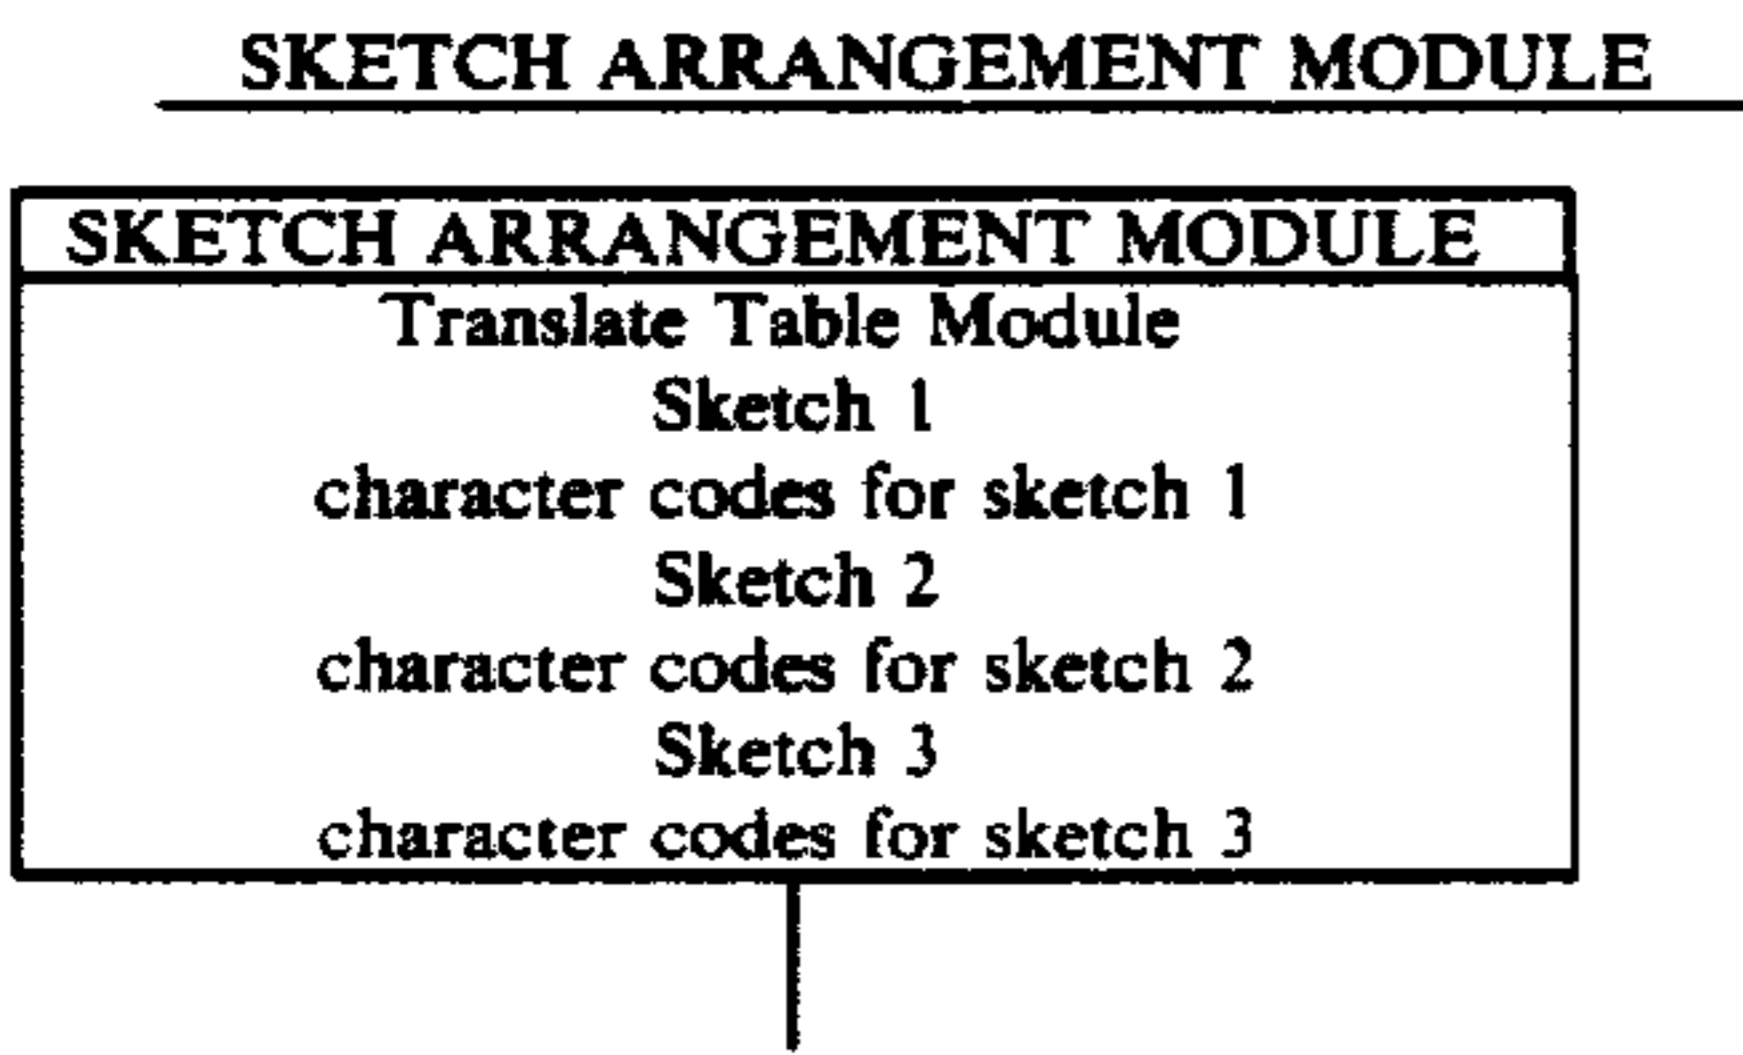 SKETCH ARRANGEMENT MODULE
SKETCH ARRANGEMENT MODULE
Translate Table Module
Sketch 1
character codes for sketch 1
Sketch 2
character codes for sketch 2
Sketch 3
character codes for sketch 3